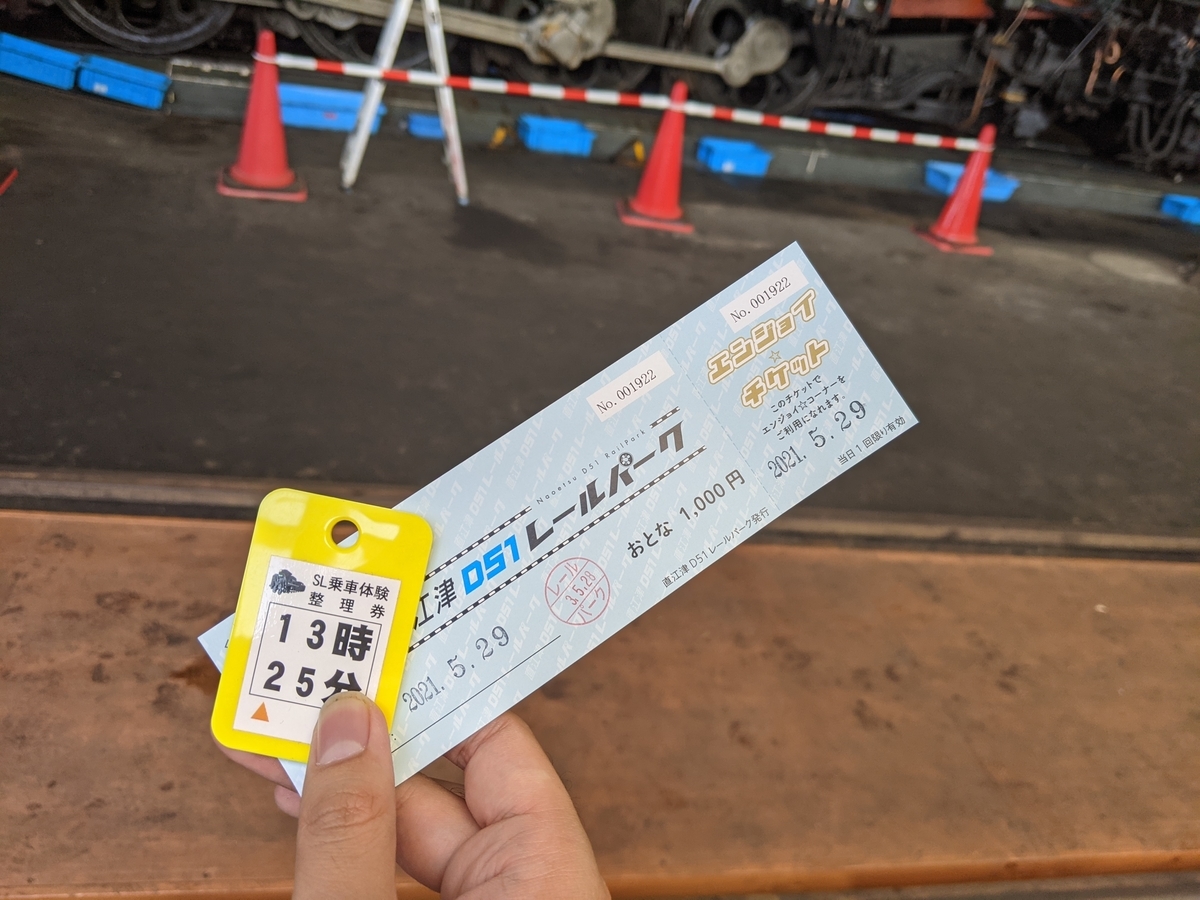 No. 001922
エンジョイ
☆
チケット
このチケットで
エンジョイ☆コーナーを
ご利用になれます。
2021. 5. 29
当日1回限り有効
No. 001922
Naoetsu D51 RailPark
江津 D51 レールパーク
おとな 1,000円
レール
3.5.28
パーク
2021. 5. 29
直江津D51レールパーク発行
SL乗車体験
整理券
13時
25分